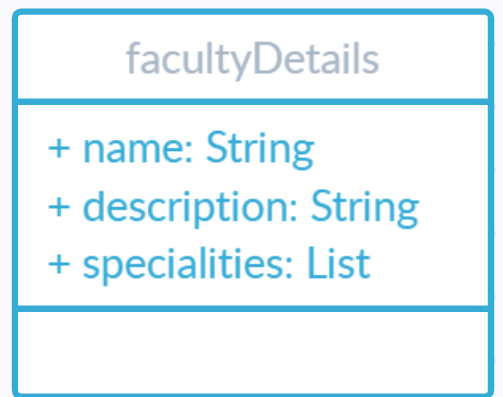 facultyDetails
+ name: String
+ description: String
+ specialities: List